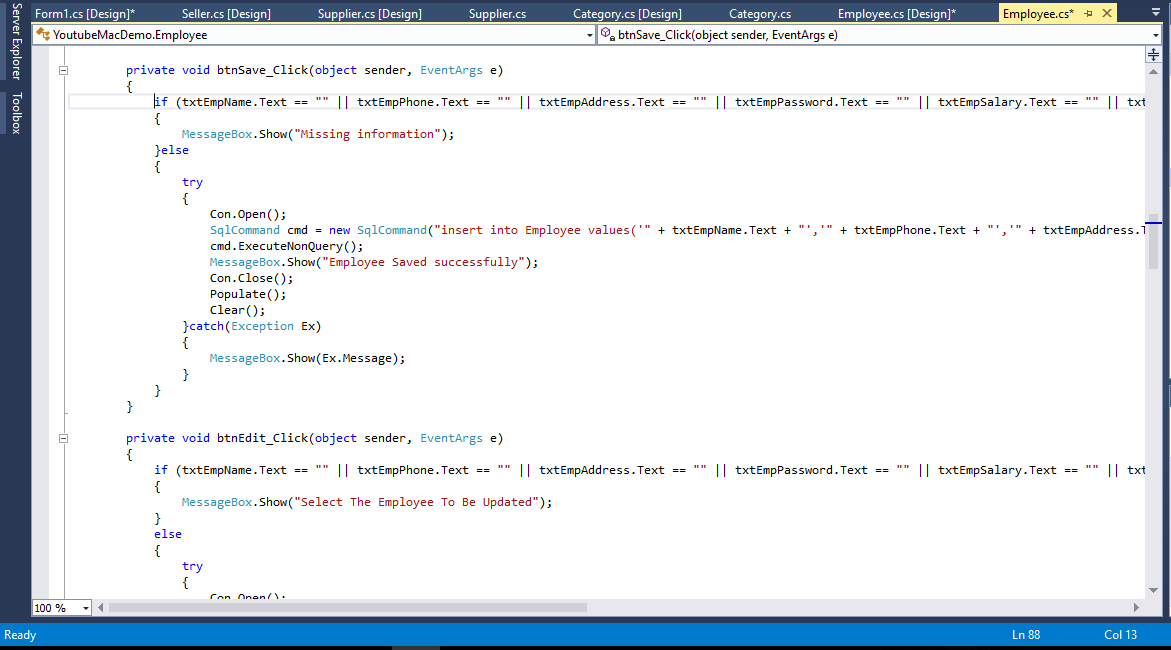 Server Explorer
Toolbox
Form1.cs [Design]* Seller.cs [Design] Supplier.cs [Design] Supplier.cs Category.cs [Design] Category.cs Employee.cs [Design]* Employee.cs*
YoutubeMacDemo.Employee btnSave_Click(object sender, EventArgs e)
private void btnSave_Click(object sender, EventArgs e)
{
if (txtEmpName.Text == "" || txtEmpPhone.Text == "" || txtEmpAddress.Text == "" || txtEmpPassword.Text == "" || txtEmpSalary.Text == "" || txt
{
MessageBox.Show("Missing information");
}else
{
try
{
Con.Open();
SqlCommand cmd = new SqlCommand("insert into Employee values('" + txtEmpName.Text + "','" + txtEmpPhone.Text + "','" + txtEmpAddress.T
cmd.ExecuteNonQuery();
MessageBox.Show("Employee Saved successfully");
Con.Close();
Populate();
Clear();
}catch(Exception Ex)
{
MessageBox.Show(Ex.Message);
}
}
}
private void btnEdit_Click(object sender, EventArgs e)
{
if (txtEmpName.Text == "" || txtEmpPhone.Text == "" || txtEmpAddress.Text == "" || txtEmpPassword.Text == "" || txtEmpSalary.Text == "" || txt
{
MessageBox.Show("Select The Employee To Be Updated");
}
else
{
try
{
Con.Open();
100 %
Ready Ln 88 Col 13